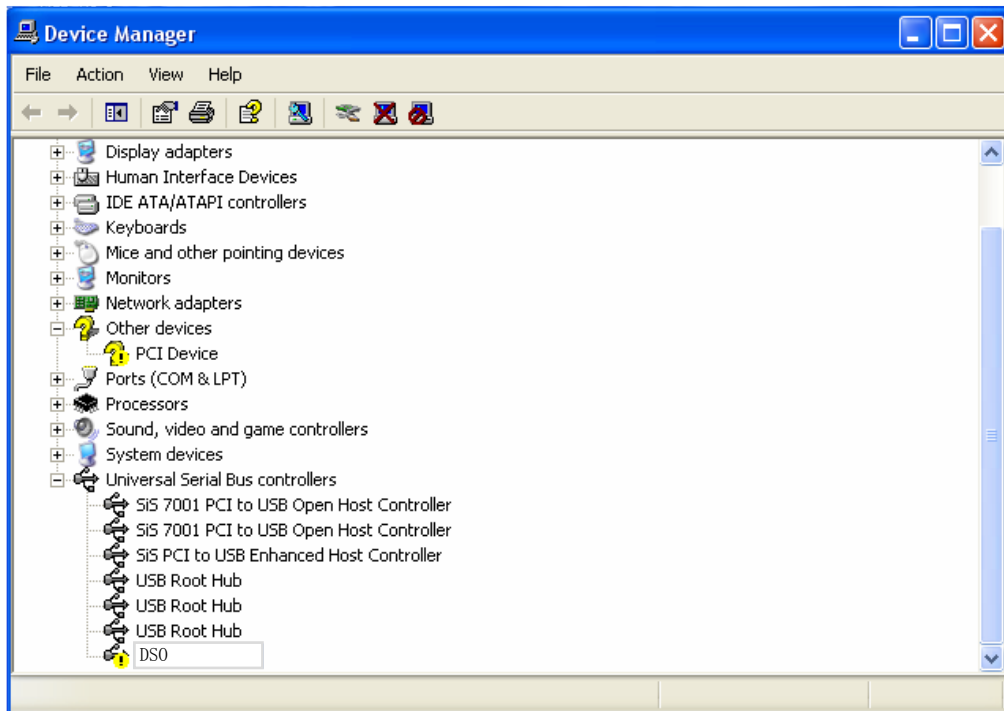 Device Manager
File Action View Help
Display adapters
Human Interface Devices
IDE ATA/ATAPI controllers
Keyboards
Mice and other pointing devices
Monitors
Network adapters
Other devices
PCI Device
Ports (COM & LPT)
Processors
Sound, video and game controllers
System devices
Universal Serial Bus controllers
SiS 7001 PCI to USB Open Host Controller
SiS 7001 PCI to USB Open Host Controller
SiS PCI to USB Enhanced Host Controller
USB Root Hub
USB Root Hub
USB Root Hub
DSO